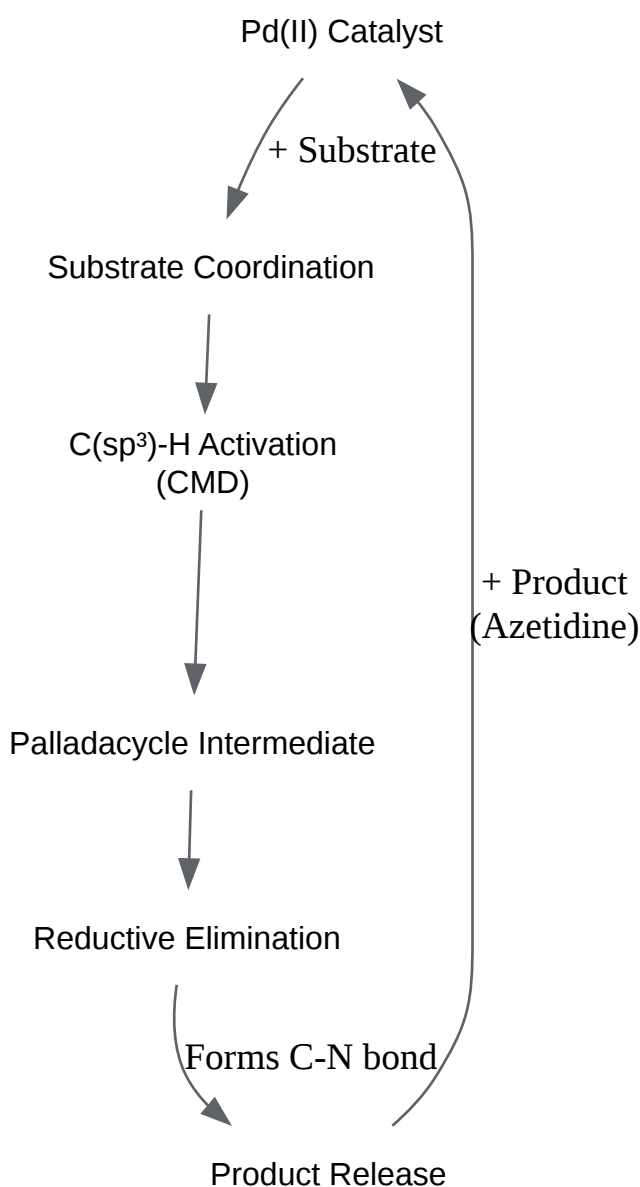 Pd(II) Catalyst
+ Substrate
Substrate Coordination
C(sp³)-H Activation
(CMD)
+ Product
(Azetidine)
Palladacycle Intermediate
Reductive Elimination
Forms C-N bond
Product Release